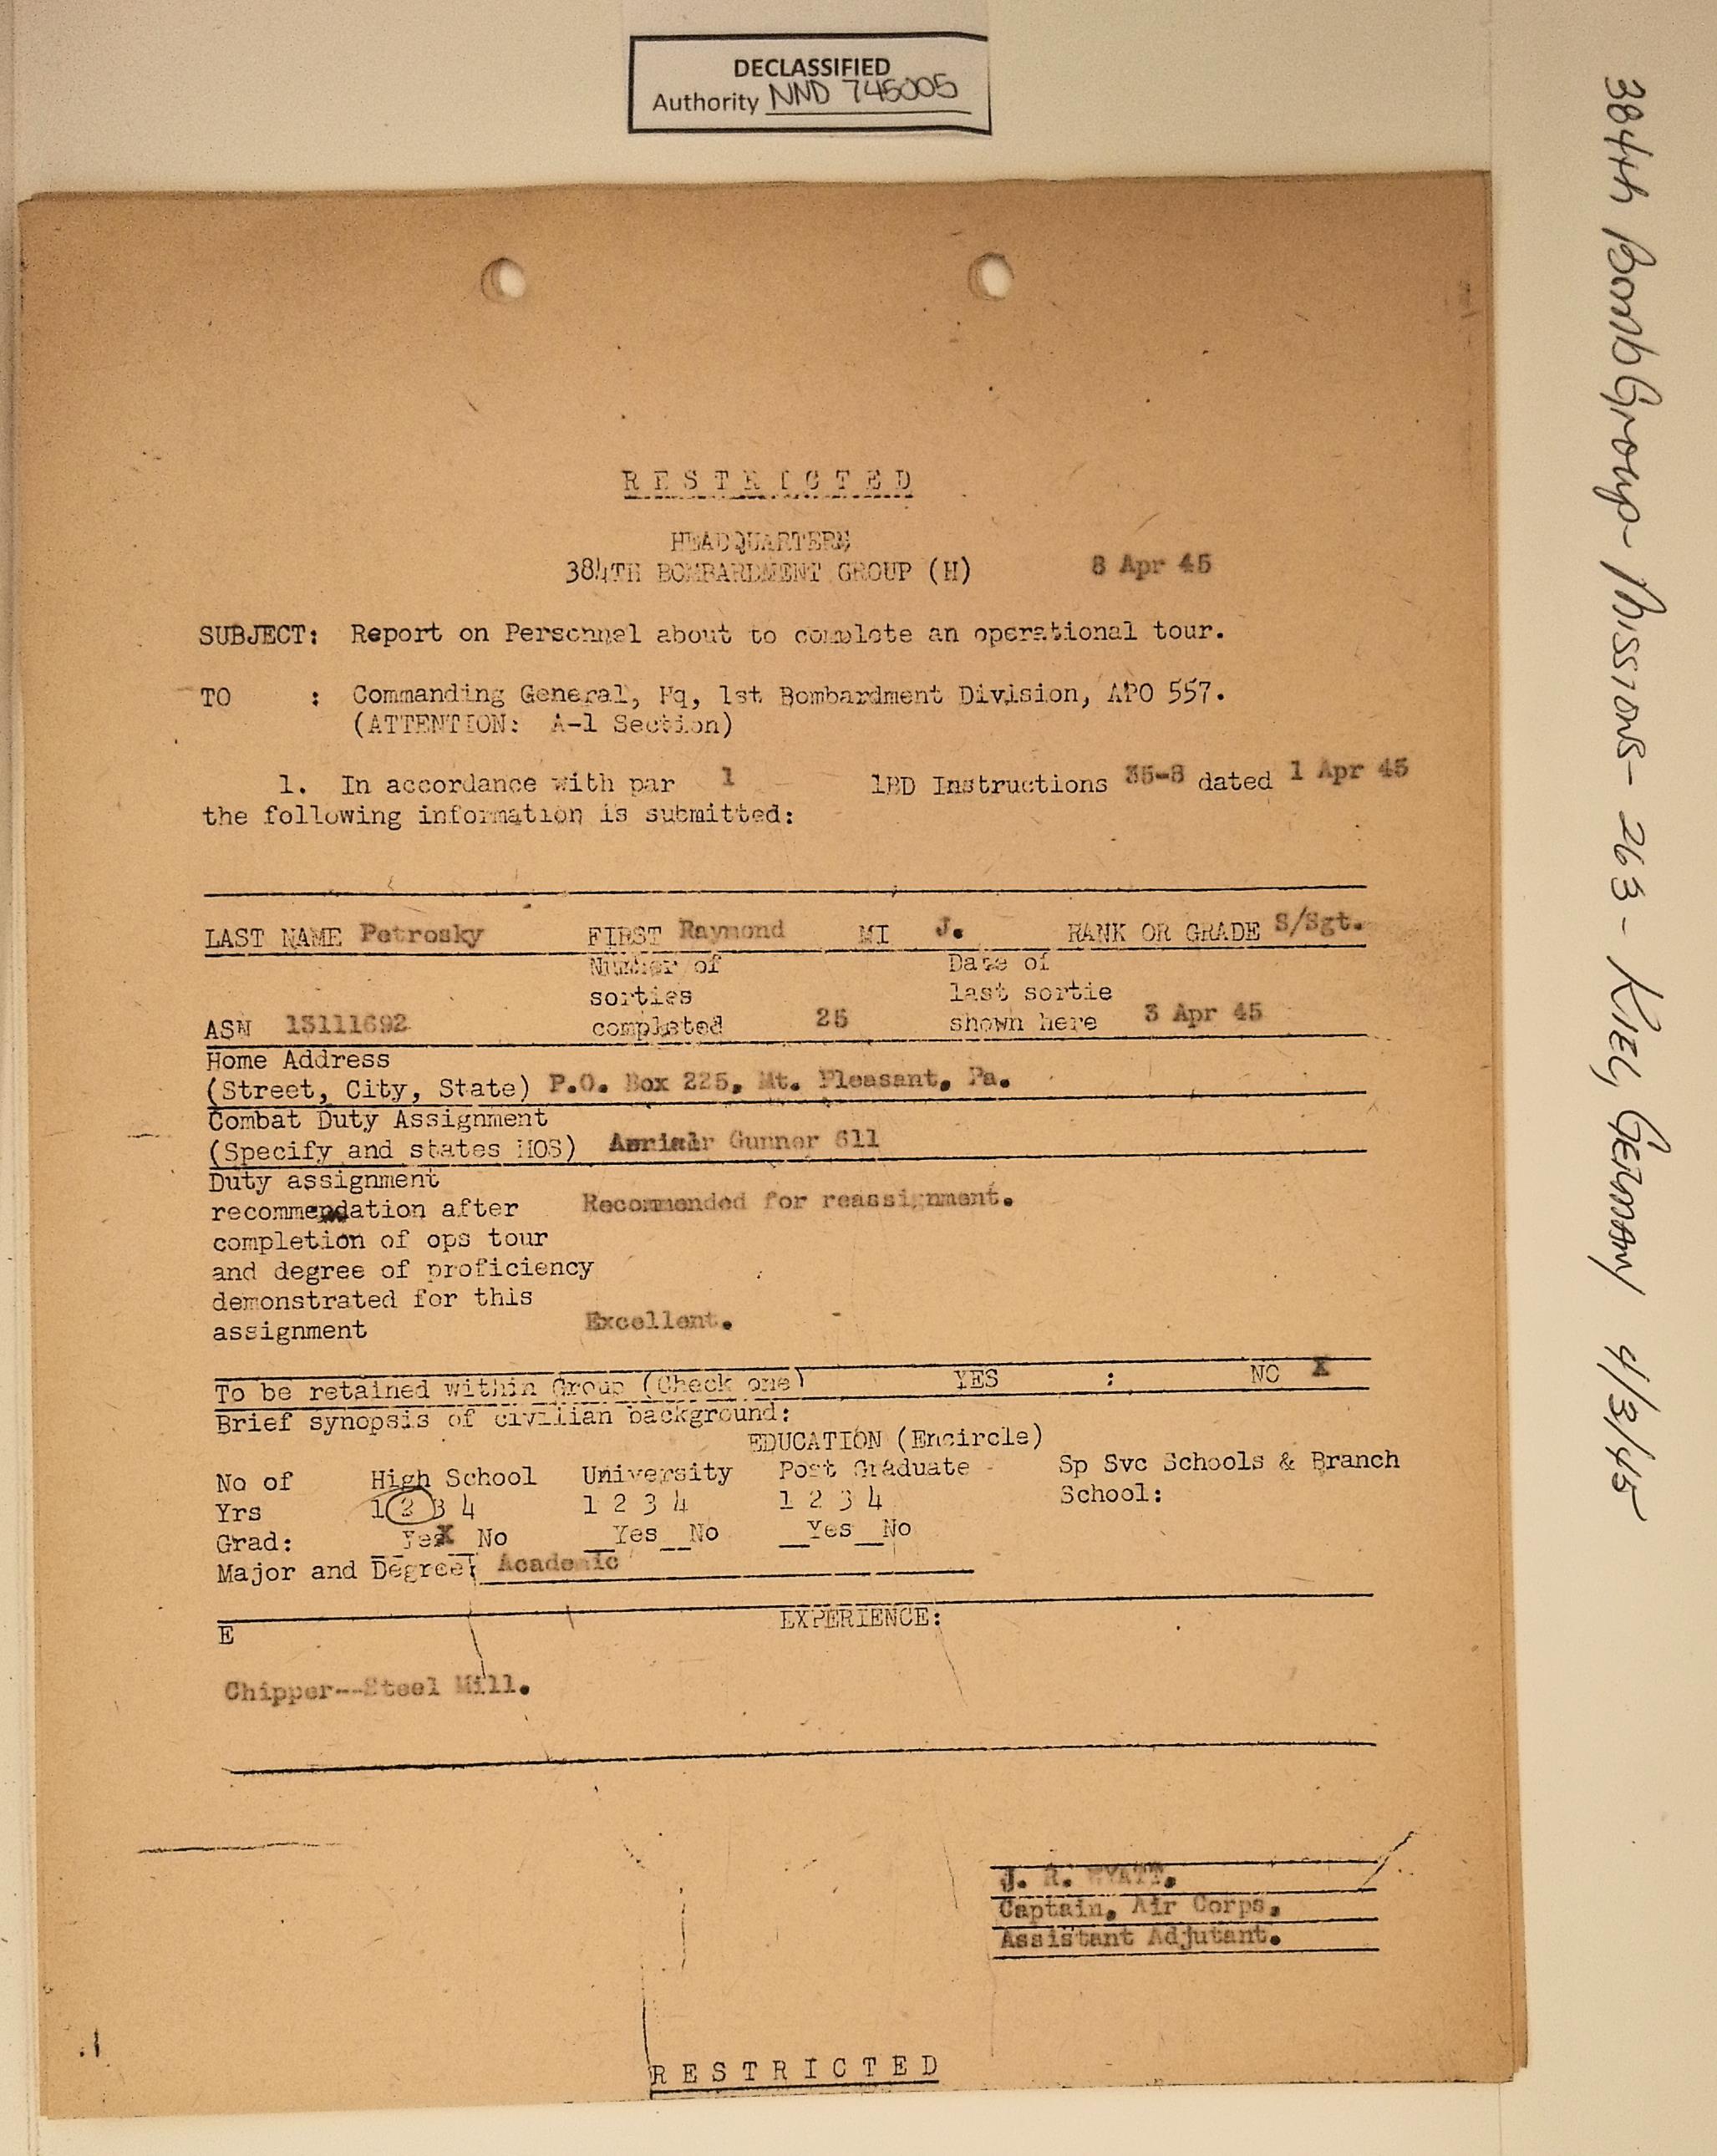 DECLASSIFIED
Authority NND 745005
384th Bomb Group - Missions - 263 - KIEL, GERMANY 4/3/45
RESTRICTED
HEADQUARTERS
384TH BOMBARDMENT GROUP (H) 8 Apr 45
SUBJECT: Report on Personnel about to complete an operational tour.
TO : Commanding General, Hq, 1st Bombardment Division, APO 557.
(ATTENTION: A-1 Section)
1. In accordance with par 1 1BD Instructions 35-8 dated 1 Apr 45
the following information is submitted:
LAST NAME Petrosky FIRST Raymond MI J. RANK OR GRADE S/Sgt.
Number of Date of
sorties last sortie
ASN 13111692 completed 25 shown here 3 Apr 45
Home Address
(Street, City, State) P.O. Box 225, Mt. Pleasant, Pa.
Combat Duty Assignment
(Specify and states MOS) Gunner 611
Duty assignment
recommendation after Recommended for reassignment.
completion of ops tour
and degree of proficiency
demonstrated for this
assignment Excellent.
To be retained within Group (Check one) YES : NO X
Brief synopsis of civilian background:
EDUCATION (Encircle)
No of High School University Post Graduate - Sp Svc Schools & Branch
Yrs 1 2 3 4 1 2 3 4 1 2 3 4 School:
Grad: __Yes X_No __Yes__No __Yes__No
Major and Degree: Academic
E EXPERIENCE:
Chipper--Steel Mill.
J. R. WYATT,
Captain, Air Corps,
Assistant Adjutant.
RESTRICTED